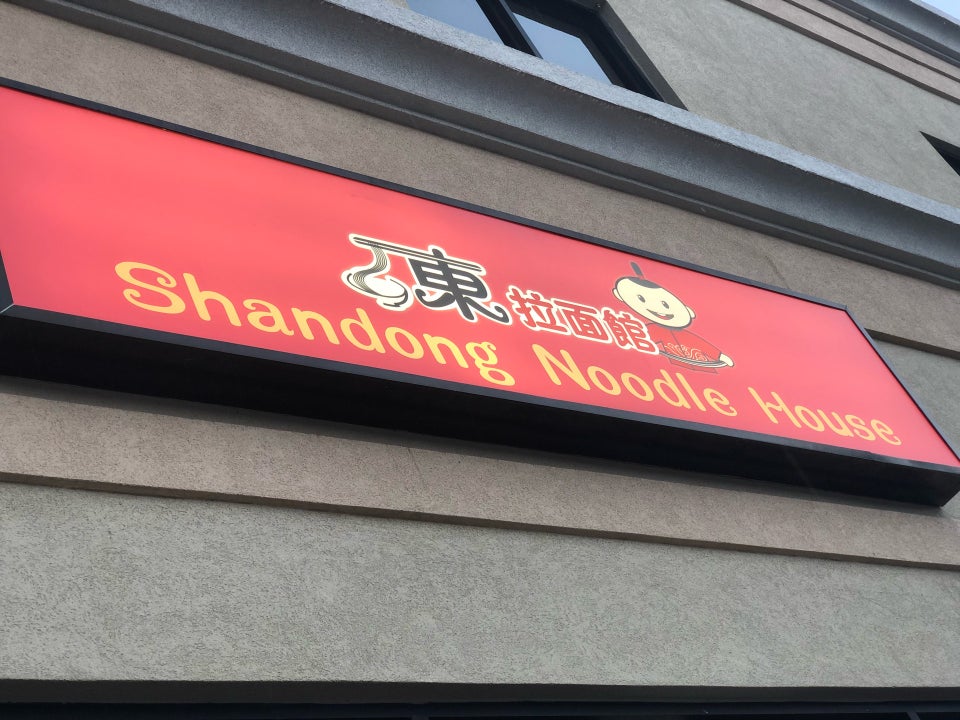 東 拉面館
Shandong Noodle House